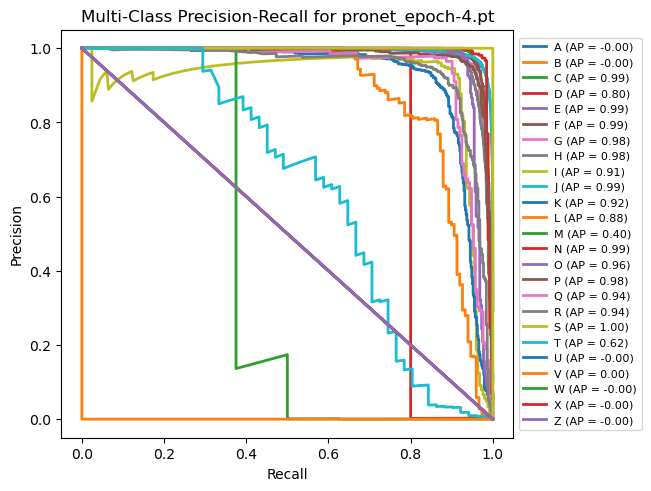 Multi-Class Precision-Recall for pronet_epoch-4.pt
1.0
0.8
0.6
0.4
0.2
0.0
Precision
0.0 0.2 0.4 0.6 0.8 1.0
Recall
A (AP = -0.00)
B (AP = -0.00)
C (AP = 0.99)
D (AP = 0.80)
E (AP = 0.99)
F (AP = 0.99)
G (AP = 0.98)
H (AP = 0.98)
I (AP = 0.91)
J (AP = 0.99)
K (AP = 0.92)
L (AP = 0.88)
M (AP = 0.40)
N (AP = 0.99)
O (AP = 0.96)
P (AP = 0.98)
Q (AP = 0.94)
R (AP = 0.94)
S (AP = 1.00)
T (AP = 0.62)
U (AP = -0.00)
V (AP = 0.00)
W (AP = -0.00)
X (AP = -0.00)
Z (AP = -0.00)